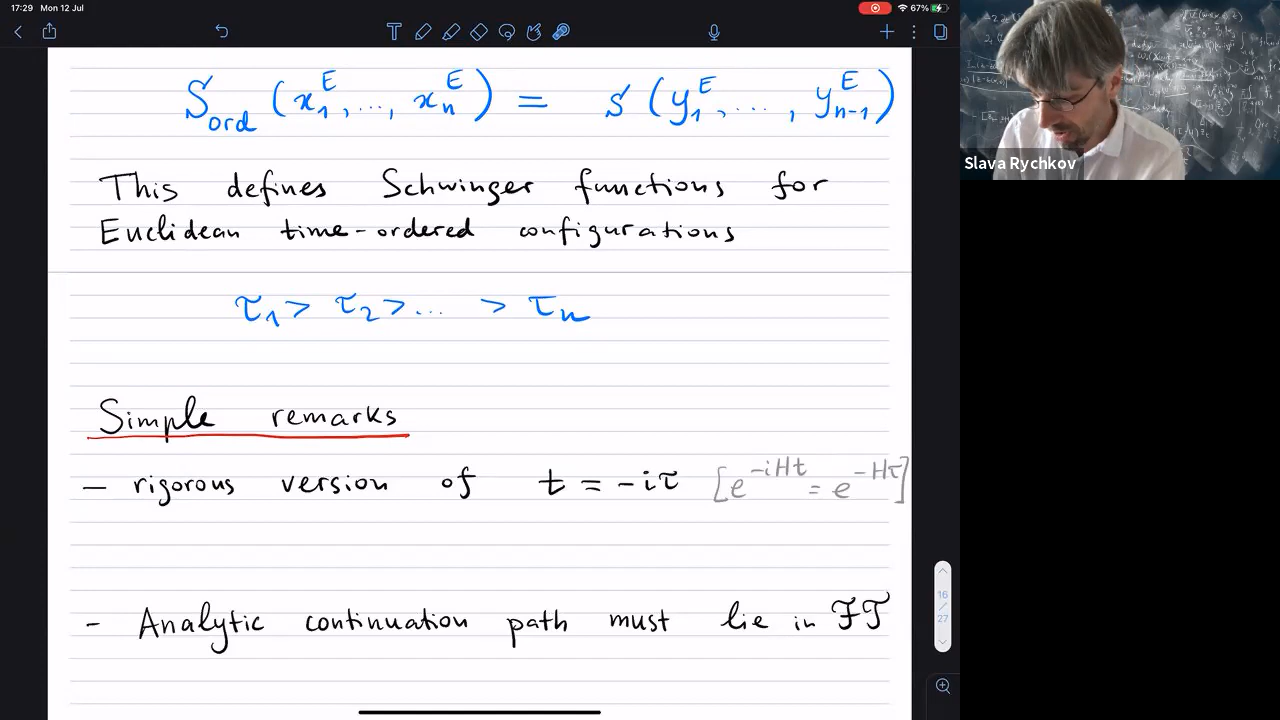 17:29 Mon 12 Jul
67%
S_ord (x_1^E, ..., x_n^E) = s (y_1^E, ..., y_{n-1}^E)
This defines Schwinger functions for
Euclidean time-ordered configurations
τ_1 > τ_2 > ... > τ_n
Simple remarks
— rigorous version of t = -iτ [e^{-iHt} = e^{-Hτ}]
- Analytic continuation path must lie in FT
16
/
27
Slava Rychkov